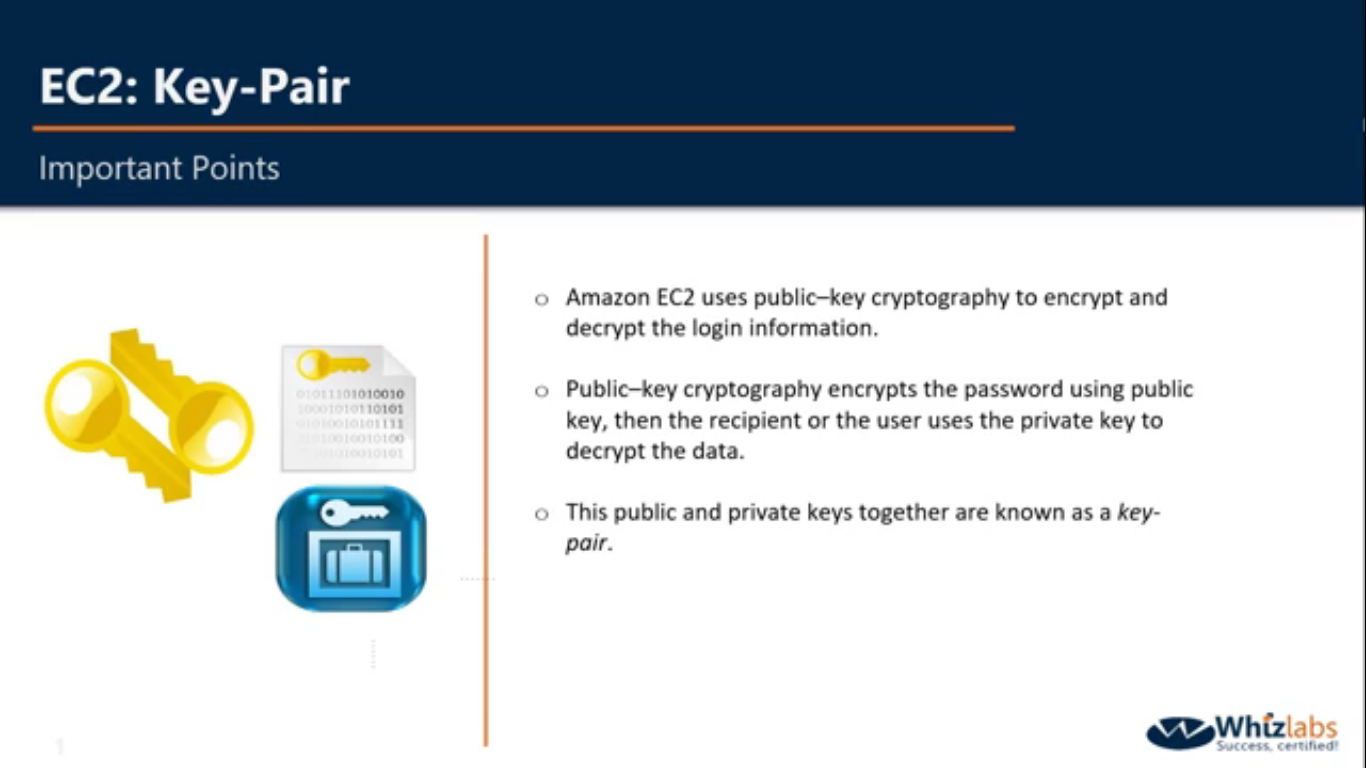 EC2: Key-Pair
Important Points
o Amazon EC2 uses public–key cryptography to encrypt and
decrypt the login information.
o Public–key cryptography encrypts the password using public
key, then the recipient or the user uses the private key to
decrypt the data.
o This public and private keys together are known as a key-
pair.
01011101010010
10001010110101
1
Whizlabs
Success, certified!